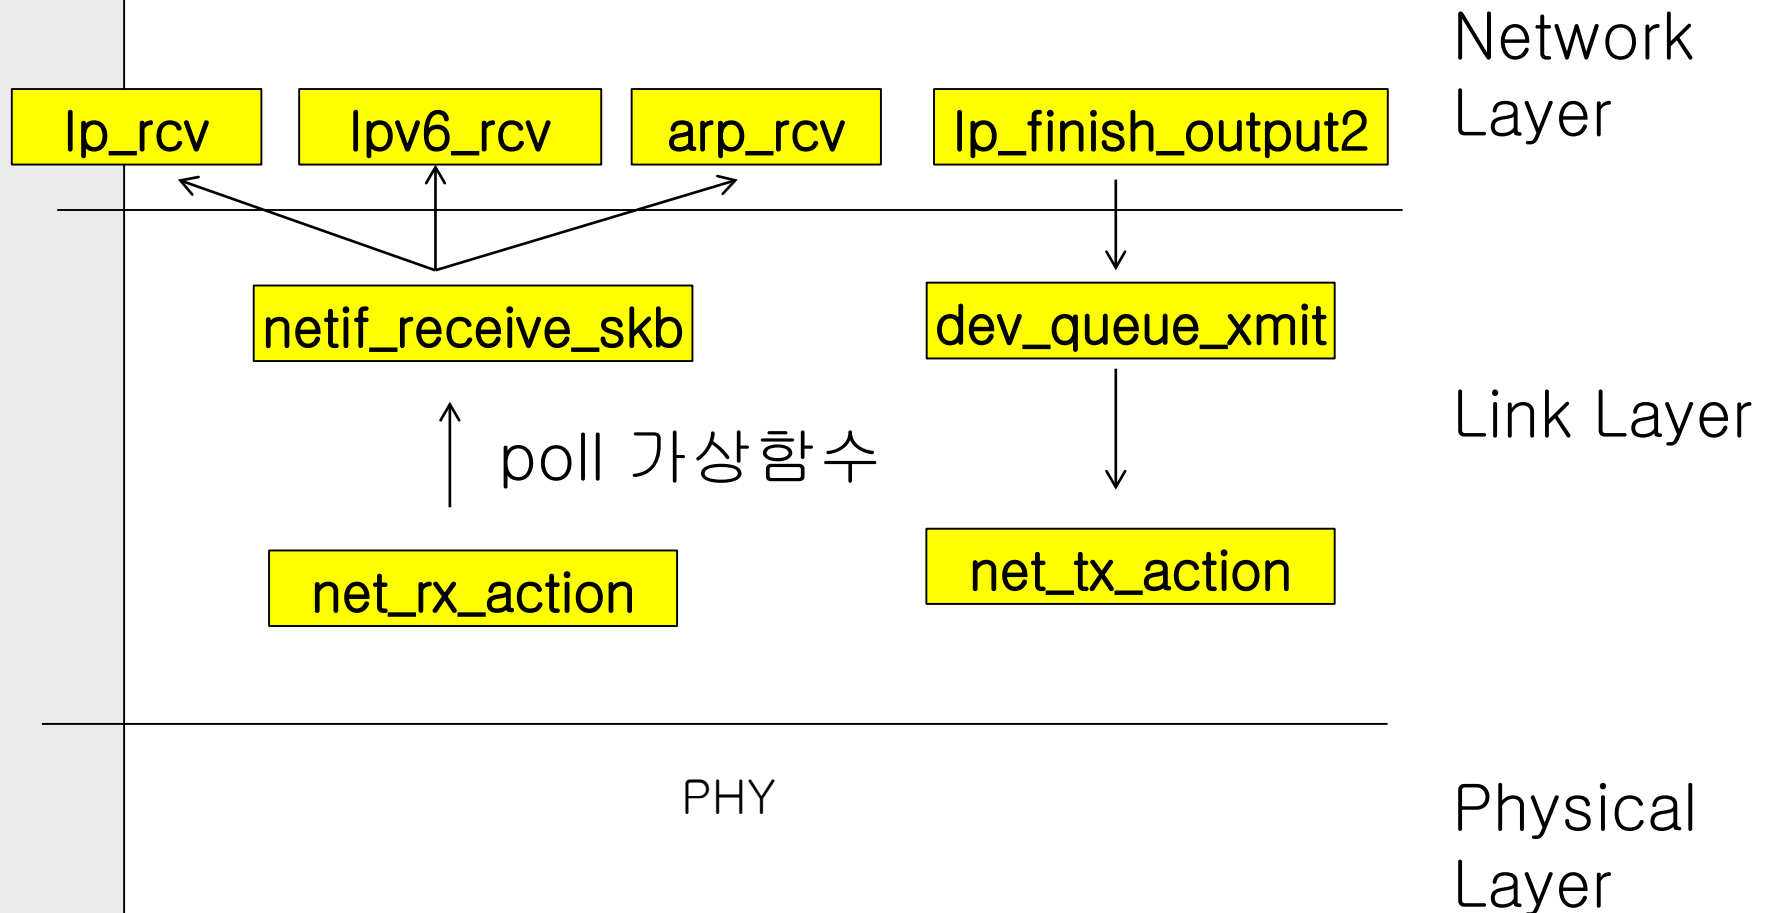 Network
Layer
Ip_rcv
Ipv6_rcv
arp_rcv
Ip_finish_output2
netif_receive_skb
dev_queue_xmit
Link Layer
poll 가상함수
net_rx_action
net_tx_action
PHY
Physical
Layer